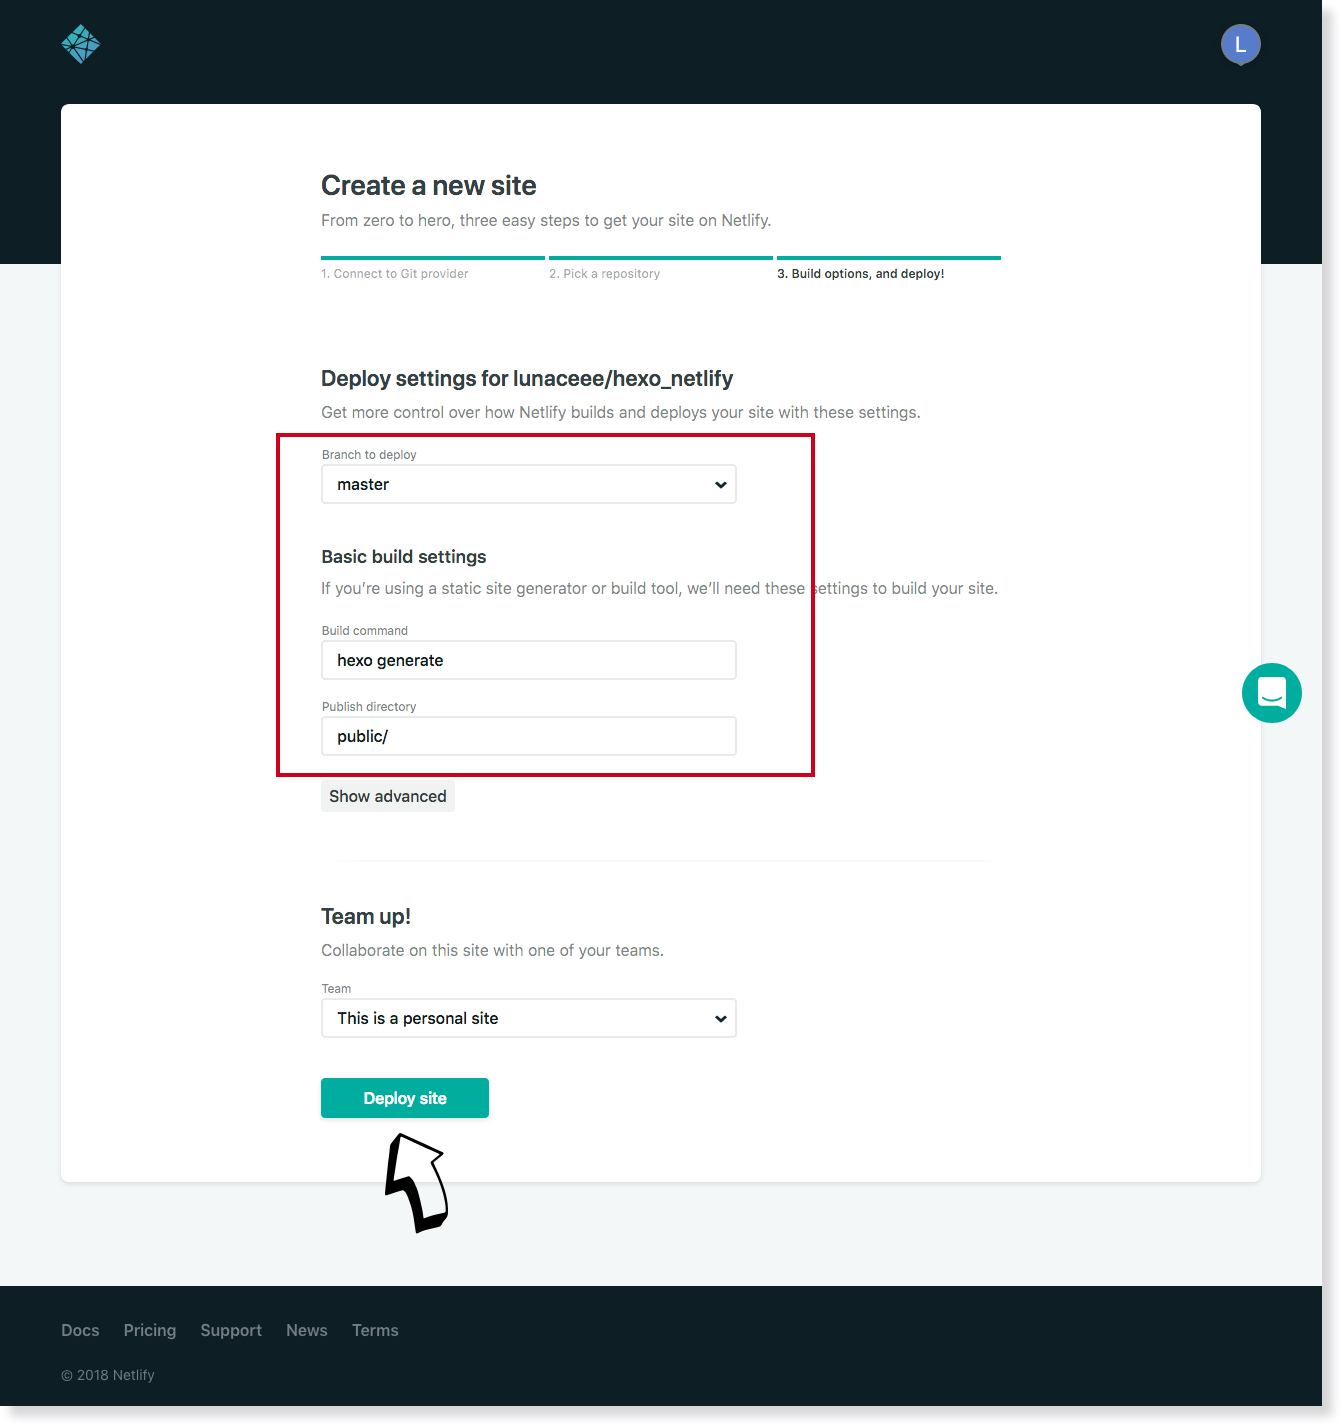 L
Create a new site
From zero to hero, three easy steps to get your site on Netlify.
1. Connect to Git provider
2. Pick a repository
3. Build options, and deploy!
Deploy settings for lunaceee/hexo_netlify
Get more control over how Netlify builds and deploys your site with these settings.
Branch to deploy
master
Basic build settings
If you’re using a static site generator or build tool, we’ll need these settings to build your site.
Build command
hexo generate
Publish directory
public/
Show advanced
Team up!
Collaborate on this site with one of your teams.
Team
This is a personal site
Deploy site
Docs Pricing Support News Terms
© 2018 Netlify